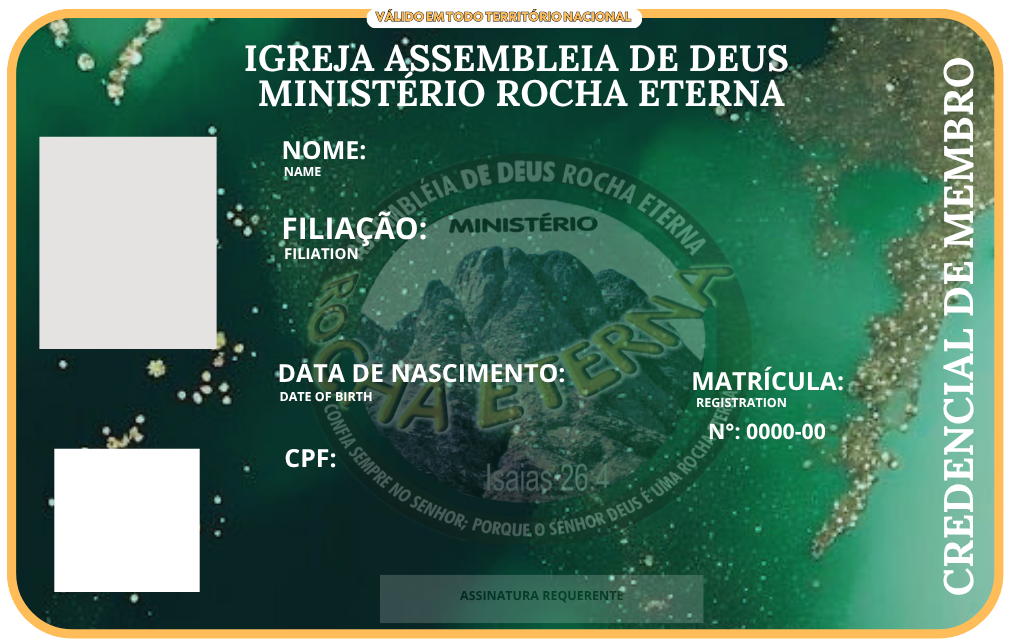 VÁLIDO EM TODO TERRITÓRIO NACIONAL
IGREJA ASSEMBLEIA DE DEUS
MINISTÉRIO ROCHA ETERNA
NOME:
NAME
FILIAÇÃO:
FILIATION
DATA DE NASCIMENTO:
DATE OF BIRTH
CPF:
MATRÍCULA:
REGISTRATION
N°: 0000-00
ASSINATURA REQUERENTE
CREDENCIAL DE MEMBRO
DE DEUS ROCHA ETERNA
MINISTÉRIO
ROCHA ETERNA
Isaias 26.4
CONFIA SEMPRE NO SENHOR; PORQUE O SENHOR DEUS É UMA ROCHA